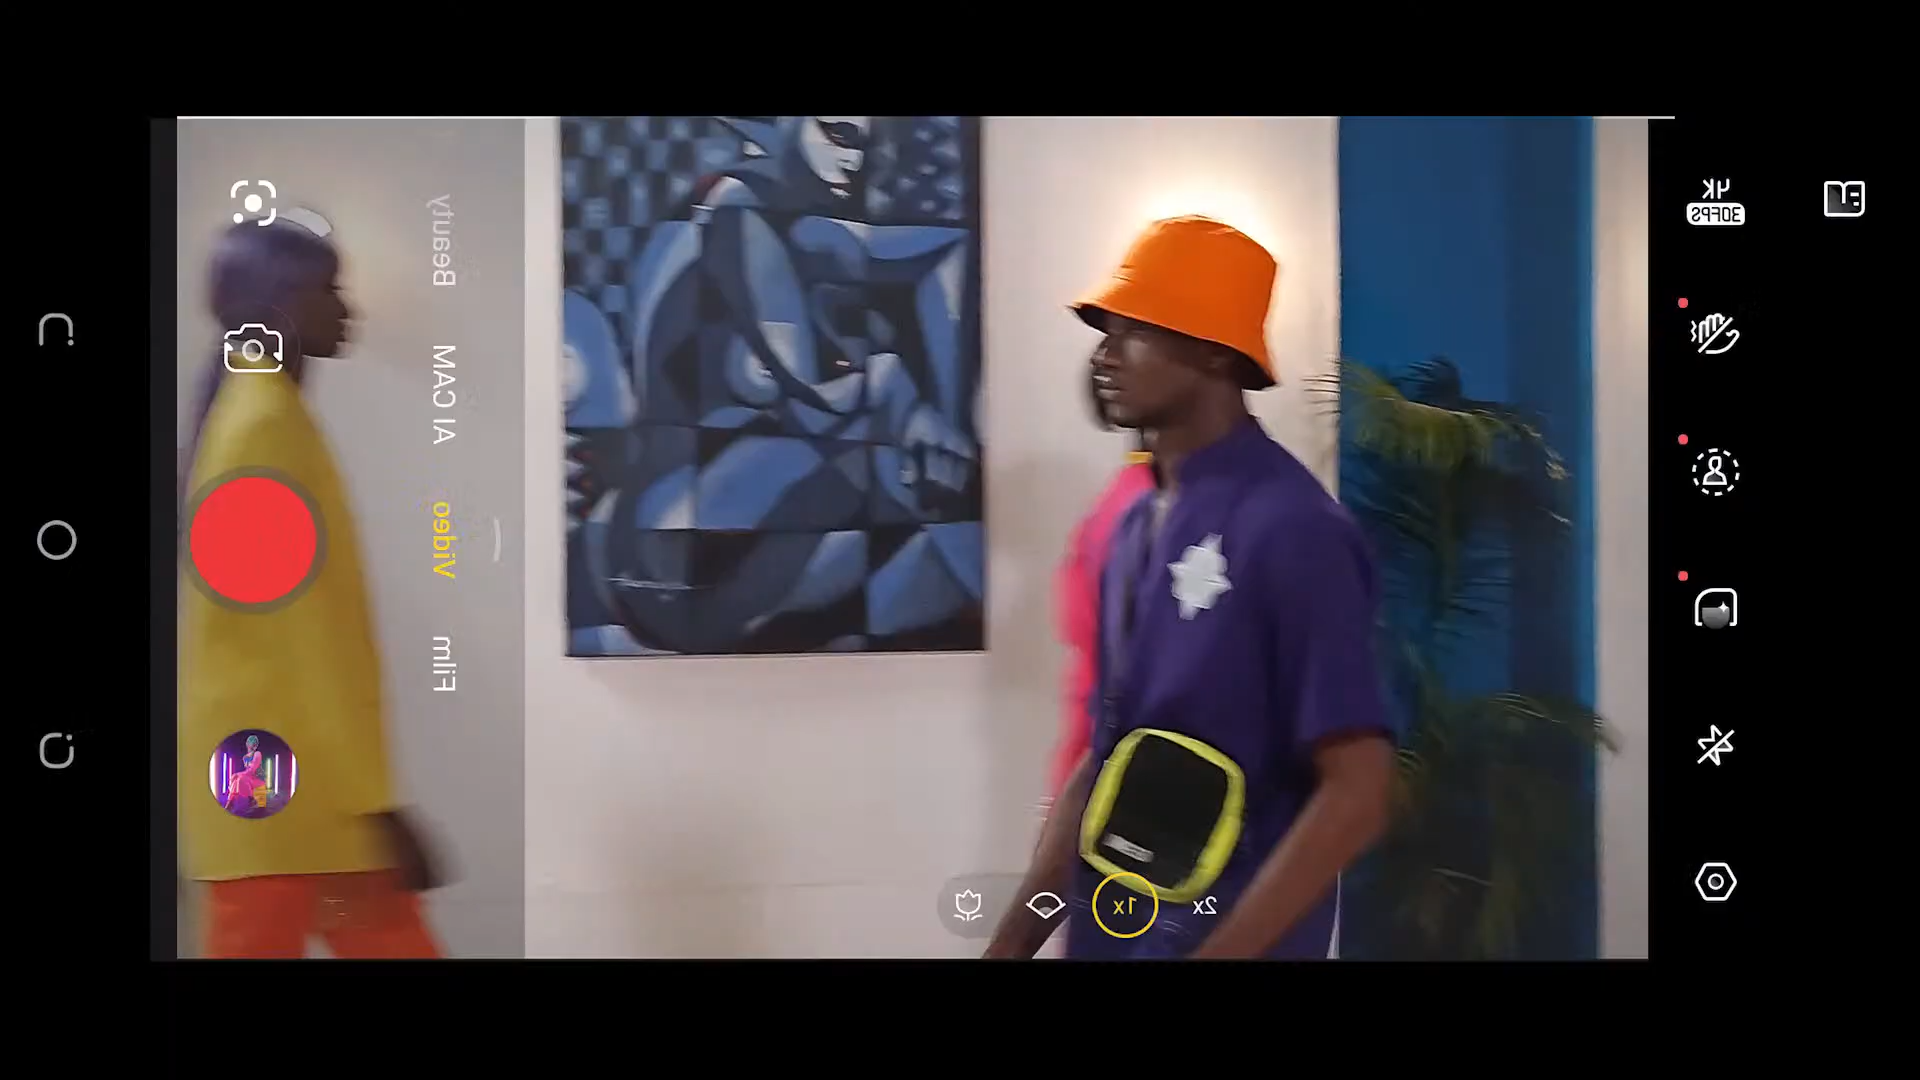 4K
30FPS
Beauty
AI CAM
Video
Film
1x
2x